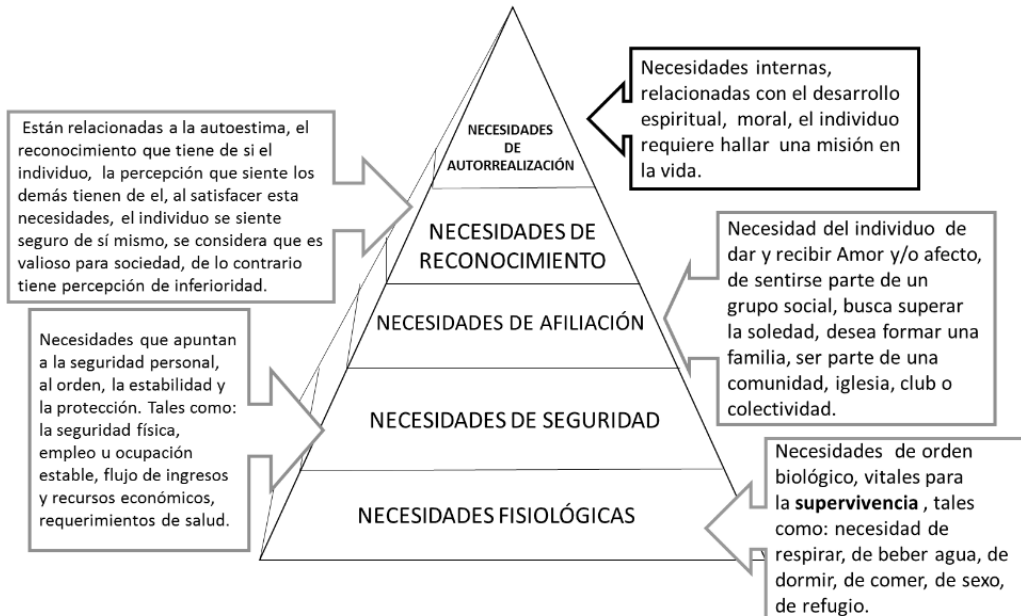 NECESIDADES
DE
AUTORREALIZACIÓN
Necesidades internas,
relacionadas con el desarrollo
espiritual, moral, el individuo
requiere hallar una misión en
la vida.
Están relacionadas a la autoestima, el
reconocimiento que tiene de si el
individuo, la percepción que siente los
demás tienen de el, al satisfacer esta
necesidades, el individuo se siente
seguro de sí mismo, se considera que es
valioso para sociedad, de lo contrario
tiene percepción de inferioridad.
NECESIDADES DE
RECONOCIMIENTO
Necesidad del individuo de
dar y recibir Amor y/o afecto,
de sentirse parte de un
grupo social, busca superar
la soledad, desea formar una
familia, ser parte de una
comunidad, iglesia, club o
colectividad.
NECESIDADES DE AFILIACIÓN
Necesidades que apuntan
a la seguridad personal,
al orden, la estabilidad y
la protección. Tales como:
la seguridad física,
empleo u ocupación
estable, flujo de ingresos
y recursos económicos,
requerimientos de salud.
NECESIDADES DE SEGURIDAD
NECESIDADES FISIOLÓGICAS
Necesidades de orden
biológico, vitales para
la supervivencia , tales
como: necesidad de
respirar, de beber agua, de
dormir, de comer, de sexo,
de refugio.